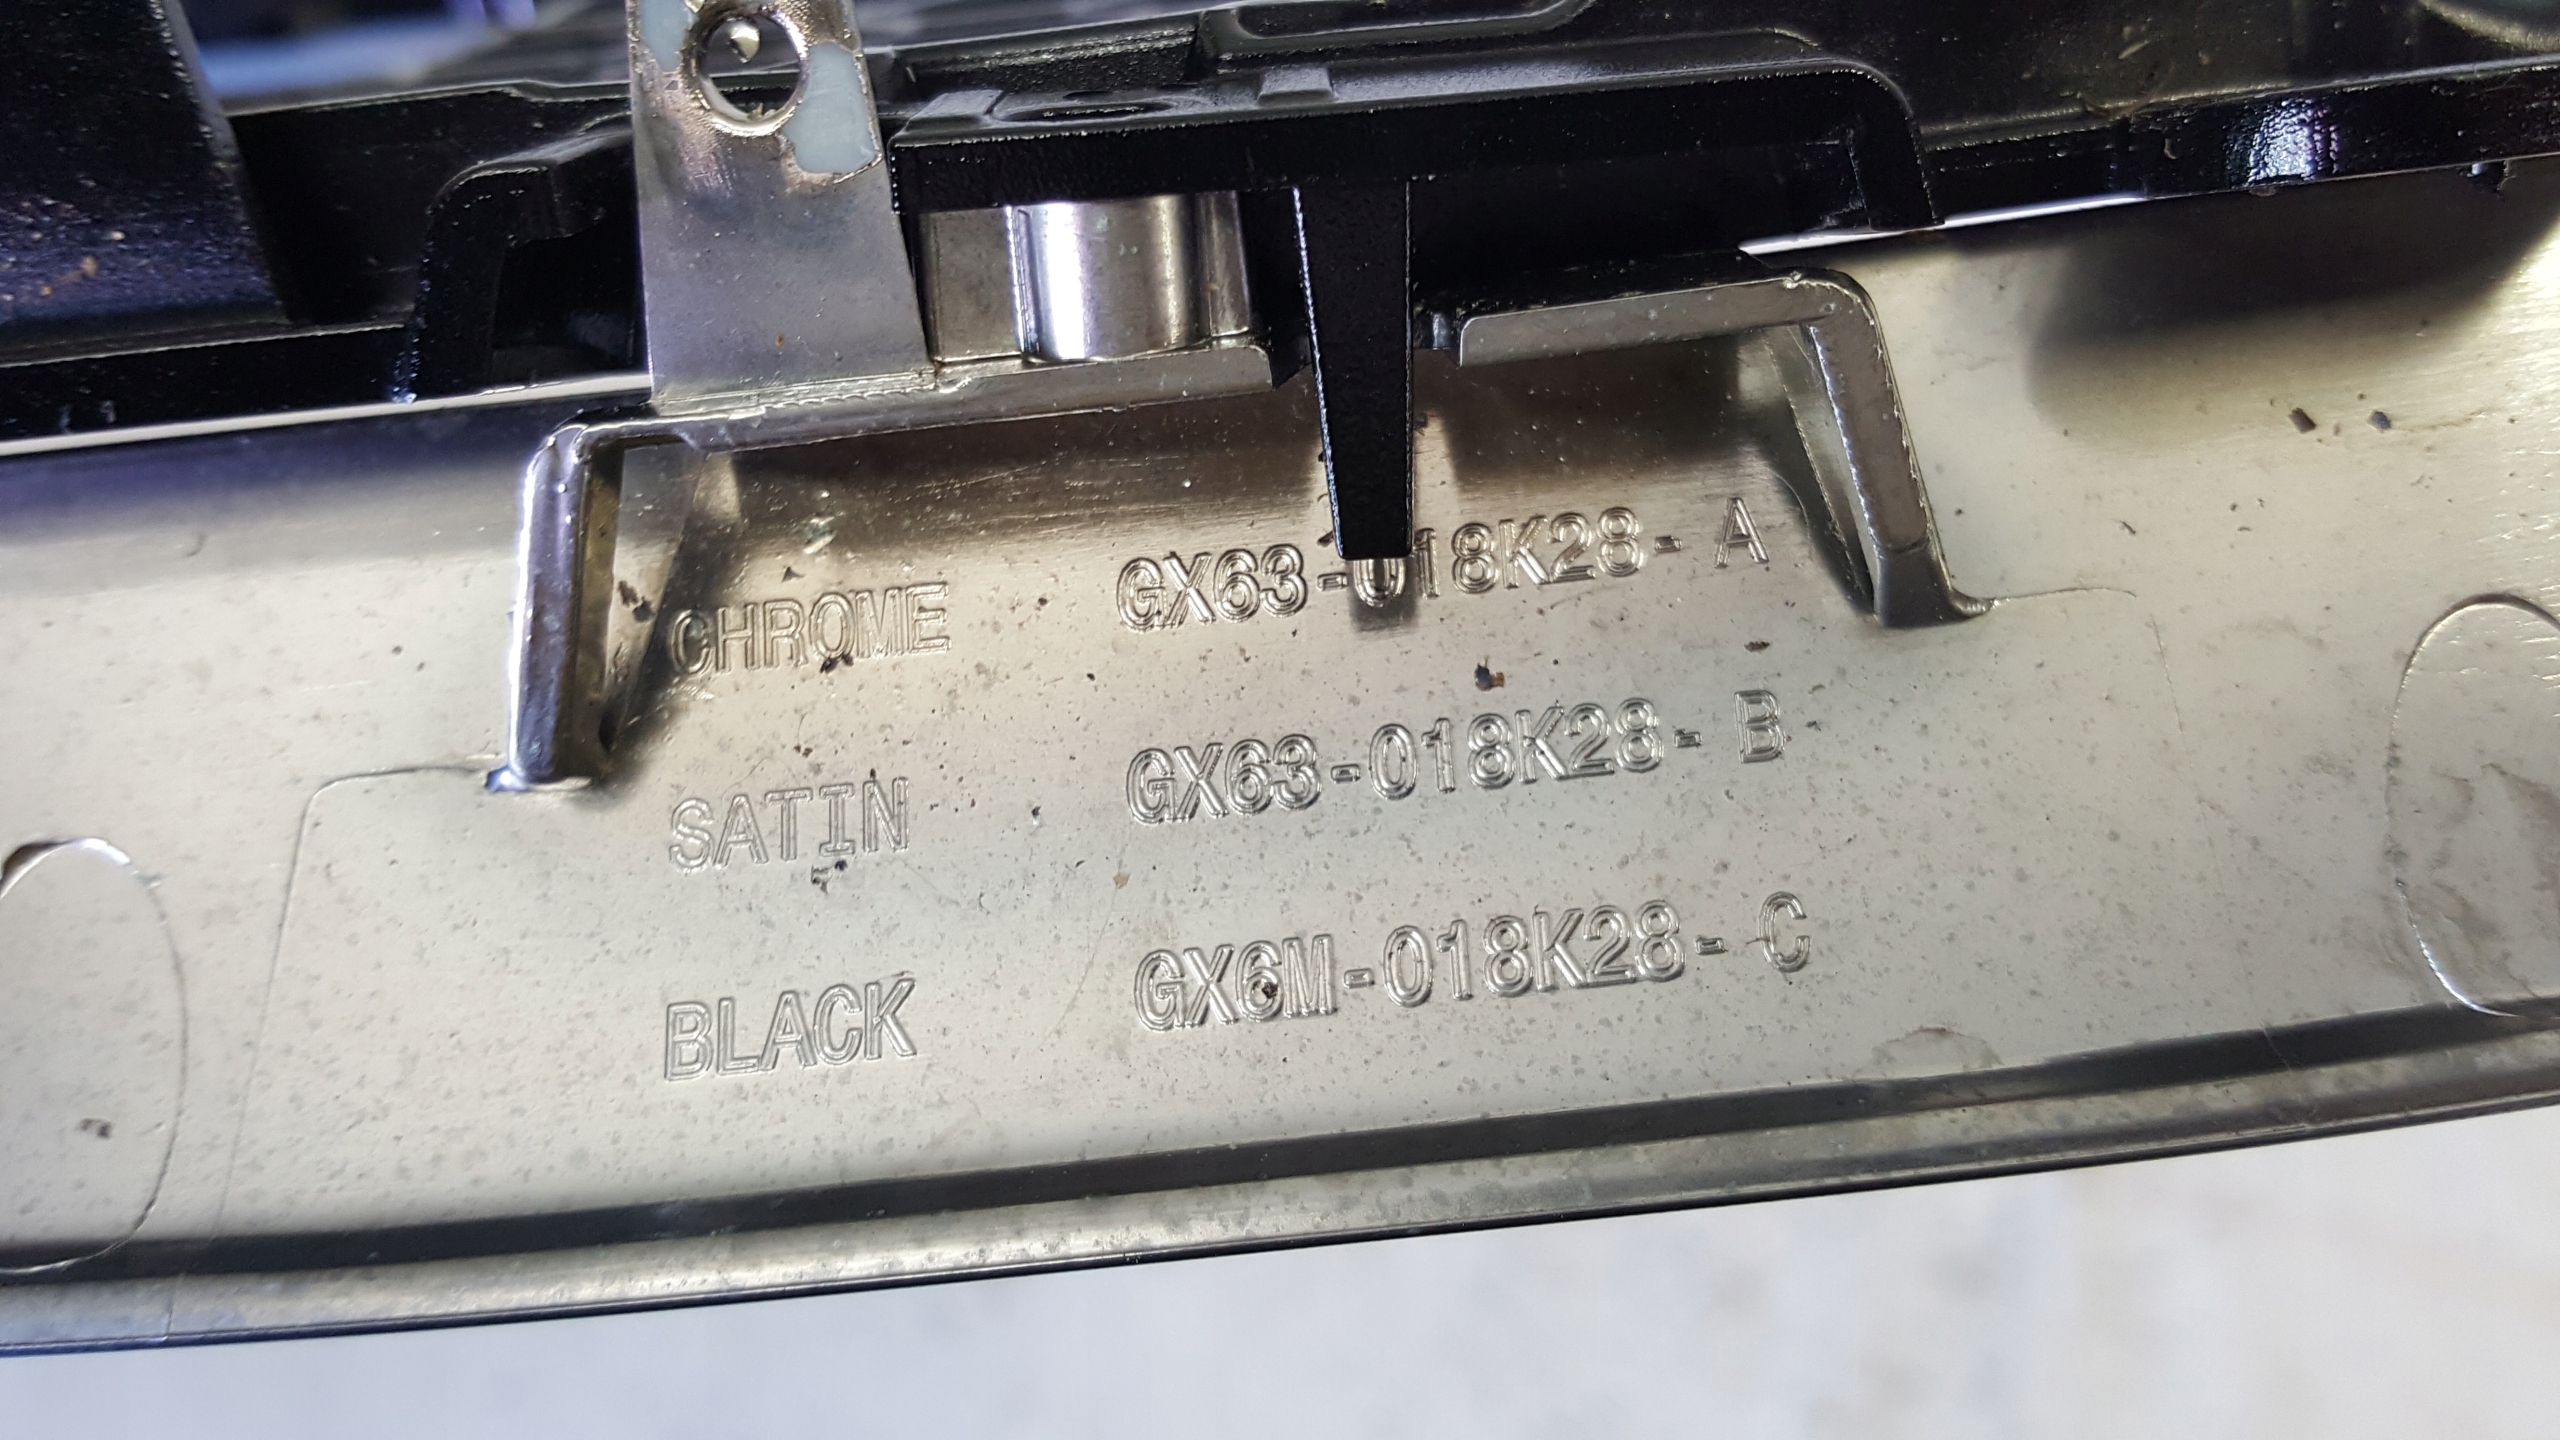 CHROME GX63-018K28- A
SATIN GX63-018K28- B
BLACK GX6M-018K28- C